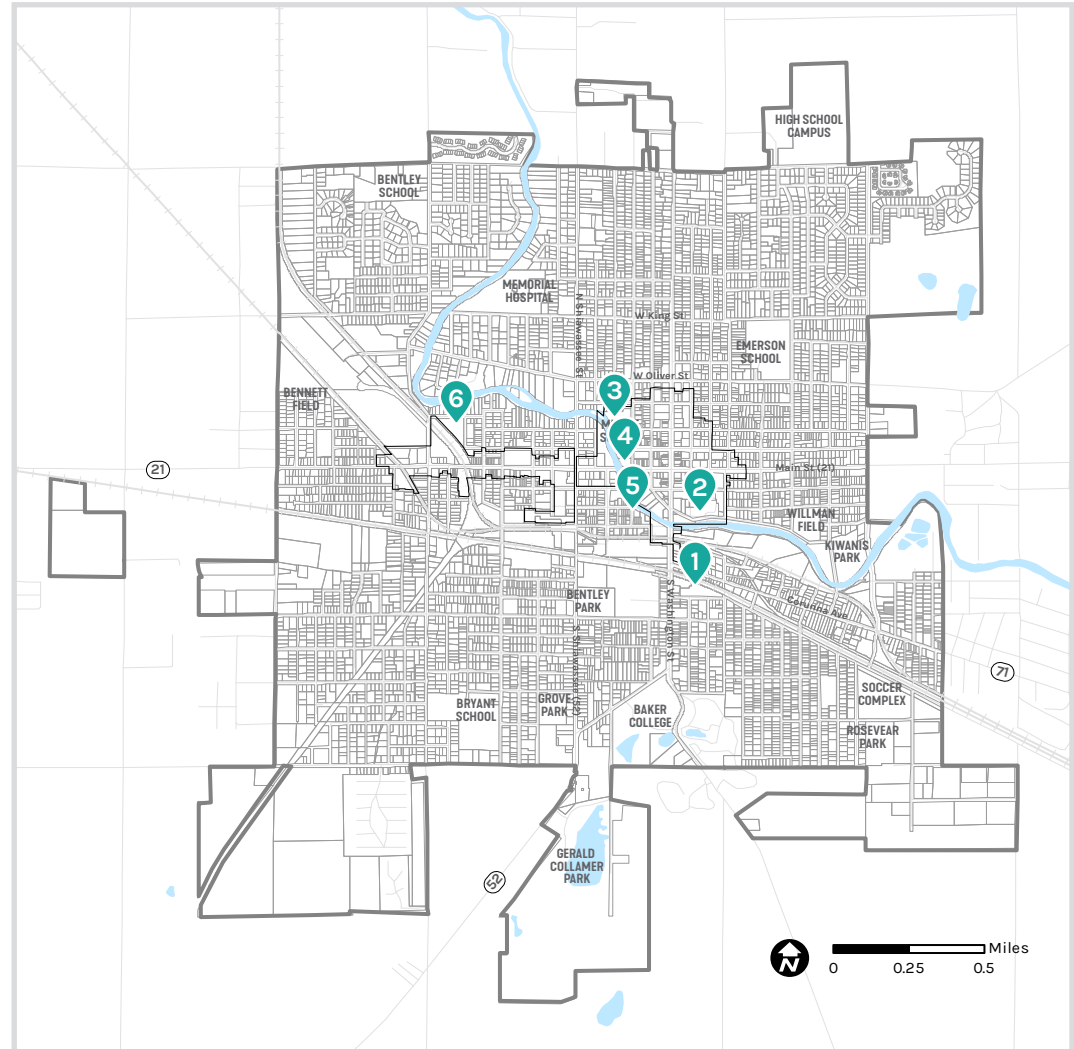 HIGH SCHOOL
CAMPUS
BENTLEY
SCHOOL
MEMORIAL
HOSPITAL
N Shiawassee St
W King St
EMERSON
SCHOOL
W Oliver St
BENNETT
FIELD
6
3
4
21
Main St (21)
5
2
WILLMAN
FIELD
KIWANIS
PARK
1
BENTLEY
PARK
S Washington St
Corunna Ave
S Shiawassee (52)
71
BRYANT
SCHOOL
GROVE
PARK
BAKER
COLLEGE
SOCCER
COMPLEX
ROSEVEAR
PARK
GERALD
COLLAMER
PARK
52
N
Miles
0 0.25 0.5